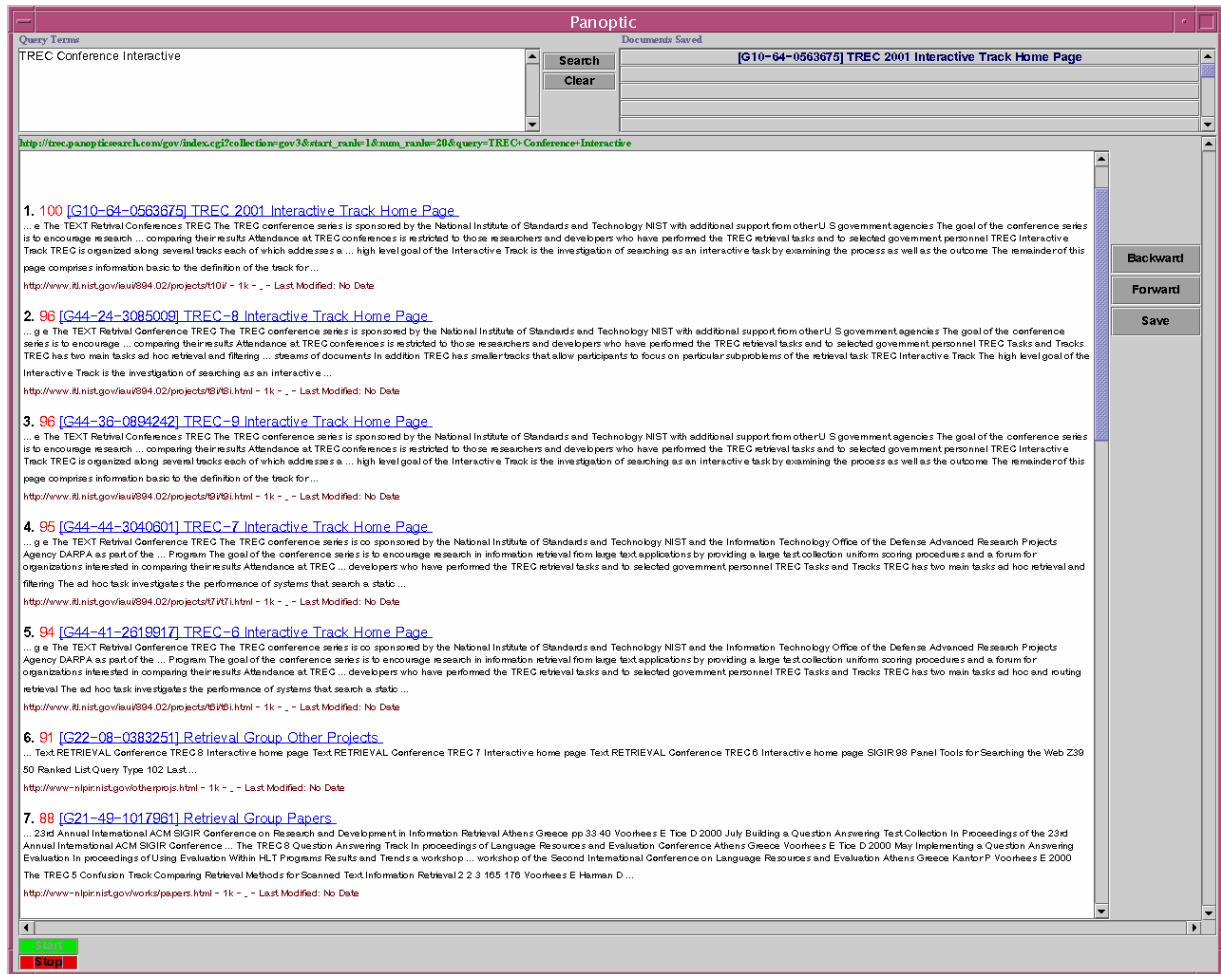 Panoptic
Query Terms
Documents Saved
TREC Conference Interactive
Search
Clear
[G10-64-0563675] TREC 2001 Interactive Track Home Page
http://trec.panopticsearch.com/gov/index.cgi?collection=gov3&start_rank=1&num_ranks=20&query=TREC+Conference+Interactive
1. 100 [G10-64-0563675] TREC 2001 Interactive Track Home Page
... e The TEXT Retrival Conferences TREC The TREC conference series is sponsored by the National Institute of Standards and Technology NIST with additional support from other U S government agencies The goal of the conference series
is to encourage research ... comparing their results Attendance at TREC conferences is restricted to those researchers and developers who have performed the TREC retrieval tasks and to selected government personnel TREC Interactive
Track TREC is organized along several tracks each of which addresses a ... high level goal of the Interactive Track is the investigation of searching as an interactive task by examining the process as well as the outcome The remainder of this
page comprises information basic to the definition of the track for ...
http://www.itl.nist.gov/iaui/894.02/projects/t10i/ - 1k - _ - Last Modified: No Date
2. 96 [G44-24-3085009] TREC-8 Interactive Track Home Page
... g e The TEXT Retrival Conference TREC The TREC conference series is sponsored by the National Institute of Standards and Technology NIST with additional support from other U S government agencies The goal of the conference
series is to encourage ... comparing their results Attendance at TREC conferences is restricted to those researchers and developers who have performed the TREC retrieval tasks and to selected government personnel TREC Tasks and Tracks
TREC has two main tasks ad hoc retrieval and filtering ... streams of documents In addition TREC has smaller tracks that allow participants to focus on particular subproblems of the retrieval task TREC Interactive Track The high level goal of the
Interactive Track is the investigation of searching as an interactive ...
http://www.itl.nist.gov/iaui/894.02/projects/t8i/t8i.html - 1k - _ - Last Modified: No Date
3. 96 [G44-36-0894242] TREC-9 Interactive Track Home Page
... e The TEXT Retrival Conferences TREC The TREC conference series is sponsored by the National Institute of Standards and Technology NIST with additional support from other U S government agencies The goal of the conference series
is to encourage research ... comparing their results Attendance at TREC conferences is restricted to those researchers and developers who have performed the TREC retrieval tasks and to selected government personnel TREC Interactive
Track TREC is organized along several tracks each of which addresses a ... high level goal of the Interactive Track is the investigation of searching as an interactive task by examining the process as well as the outcome The remainder of this
page comprises information basic to the definition of the track for ...
http://www.itl.nist.gov/iaui/894.02/projects/t9i/t9i.html - 1k - _ - Last Modified: No Date
4. 95 [G44-44-3040601] TREC-7 Interactive Track Home Page
... g e The TEXT Retrival Conference TREC The TREC conference series is co sponsored by the National Institute of Standards and Technology NIST and the Information Technology Office of the Defense Advanced Research Projects
Agency DARPA as part of the ... Program The goal of the conference series is to encourage research in information retrieval from large text applications by providing a large test collection uniform scoring procedures and a forum for
organizations interested in comparing their results Attendance at TREC ... developers who have performed the TREC retrieval tasks and to selected government personnel TREC Tasks and Tracks TREC has two main tasks ad hoc retrieval and
filtering The ad hoc task investigates the performance of systems that search a static ...
http://www.itl.nist.gov/iaui/894.02/projects/t7i/t7i.html - 1k - _ - Last Modified: No Date
5. 94 [G44-41-2619917] TREC-6 Interactive Track Home Page
... g e The TEXT Retrival Conference TREC The TREC conference series is co sponsored by the National Institute of Standards and Technology NIST and the Information Technology Office of the Defense Advanced Research Projects
Agency DARPA as part of the ... Program The goal of the conference series is to encourage research in information retrieval from large text applications by providing a large test collection uniform scoring procedures and a forum for
organizations interested in comparing their results Attendance at TREC ... developers who have performed the TREC retrieval tasks and to selected government personnel TREC Tasks and Tracks TREC has two main tasks ad hoc and routing
retrieval The ad hoc task investigates the performance of systems that search a static ...
http://www.itl.nist.gov/iaui/894.02/projects/t6i/t6i.html - 1k - _ - Last Modified: No Date
6. 91 [G22-08-0383251] Retrieval Group Other Projects
... Text RETRIEVAL Conference TREC 8 Interactive home page Text RETRIEVAL Conference TREC 7 Interactive home page Text RETRIEVAL Conference TREC 6 Interactive home page SIGIR 98 Panel Tools for Searching the Web Z39
50 Ranked List Query Type 102 Last ...
http://www-nlpir.nist.gov/otherprojs.html - 1k - _ - Last Modified: No Date
7. 88 [G21-49-1017961] Retrieval Group Papers
... 23rd Annual International ACM SIGIR Conference on Research and Development in Information Retrieval Athens Greece pp 33 40 Voorhees E Tice D 2000 July Building a Question Answering Test Collection In Proceedings of the 23rd
Annual International ACM SIGIR Conference ... The TREC 8 Question Answering Track In proceedings of Language Resources and Evaluation Conference Athens Greece Voorhees E Tice D 2000 May Implementing a Question Answering
Evaluation In proceedings of Using Evaluation Within HLT Programs Results and Trends a workshop ... workshop of the Second International Conference on Language Resources and Evaluation Athens Greece Kantor P Voorhees E 2000
The TREC 5 Confusion Track Comparing Retrieval Methods for Scanned Text Information Retrieval 2 2 3 165 176 Voorhees E Harman D ...
http://www-nlpir.nist.gov/works/papers.html - 1k - _ - Last Modified: No Date
Backward
Forward
Save
Start
Stop